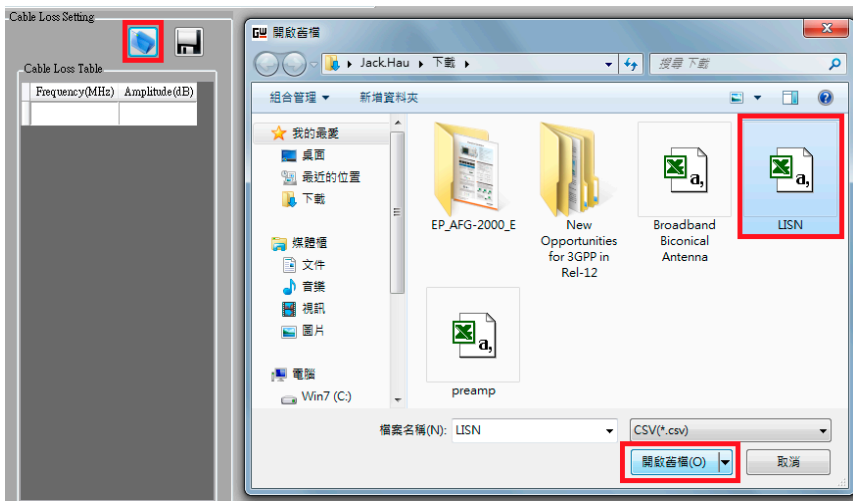 Cable Loss Setting
Cable Loss Table
Frequency(MHz) Amplitude(dB)
GW 開啟舊檔
Jack.Hau 下載
搜尋 下載
組合管理 新增資料夾
我的最愛
桌面
最近的位置
下載
媒體櫃
文件
音樂
視訊
圖片
電腦
Win7 (C:)
EP_AFG-2000_E
New
Opportunities
for 3GPP in
Rel-12
Broadband
Biconical
Antenna
LISN
preamp
檔案名稱(N): LISN
CSV(*.csv)
開啟舊檔(O)
取消